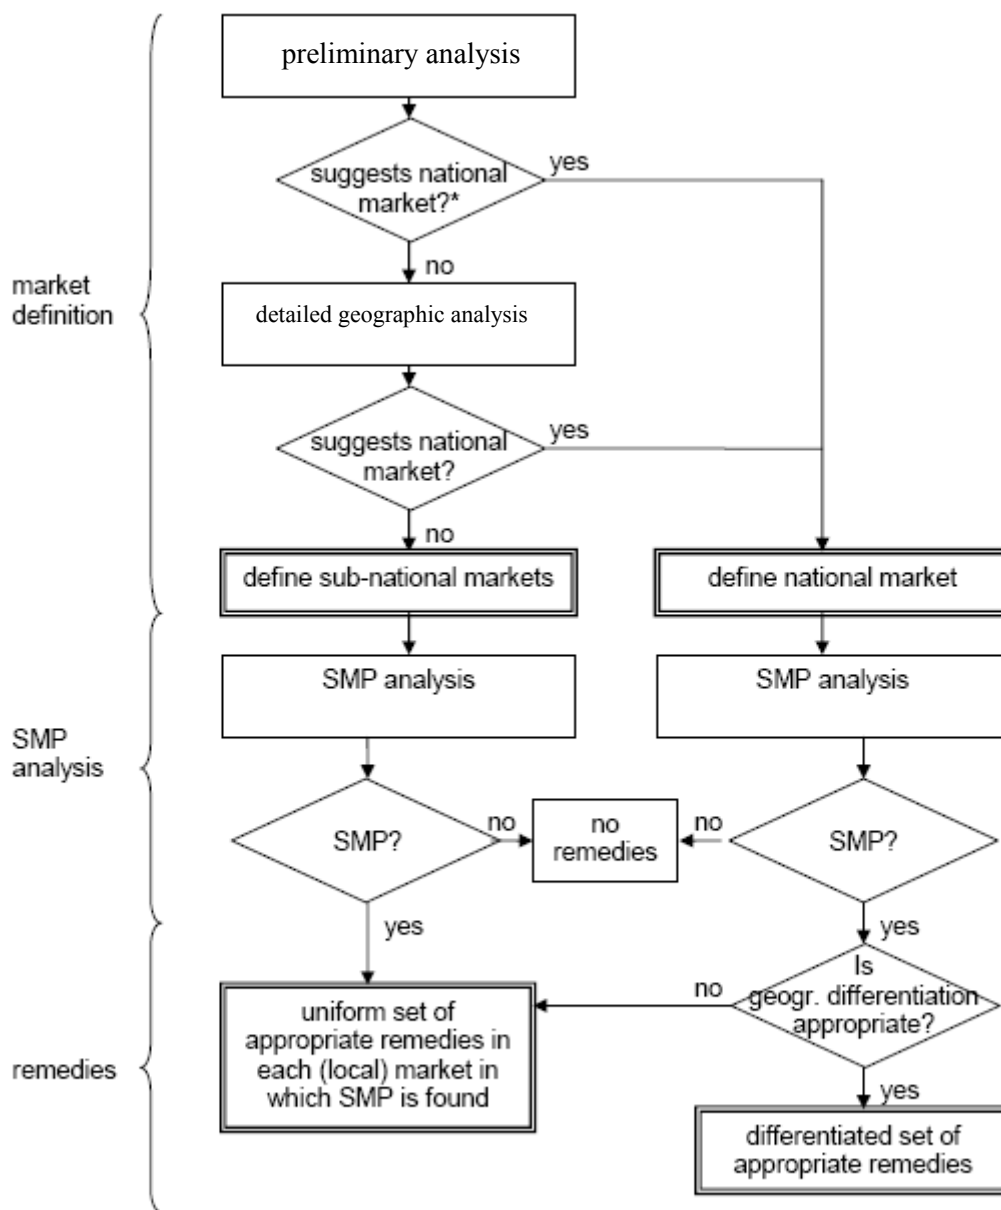 preliminary analysis
suggests national
market?*
yes
no
market
definition
detailed geographic analysis
suggests national
market?
yes
no
define sub-national markets
define national market
SMP analysis
SMP analysis
SMP
analysis
SMP?
no
no
remedies
no
SMP?
yes
yes
remedies
uniform set of
appropriate remedies in
each (local) market in
which SMP is found
no
Is
geogr. differentiation
appropriate?
yes
differentiated set of
appropriate remedies